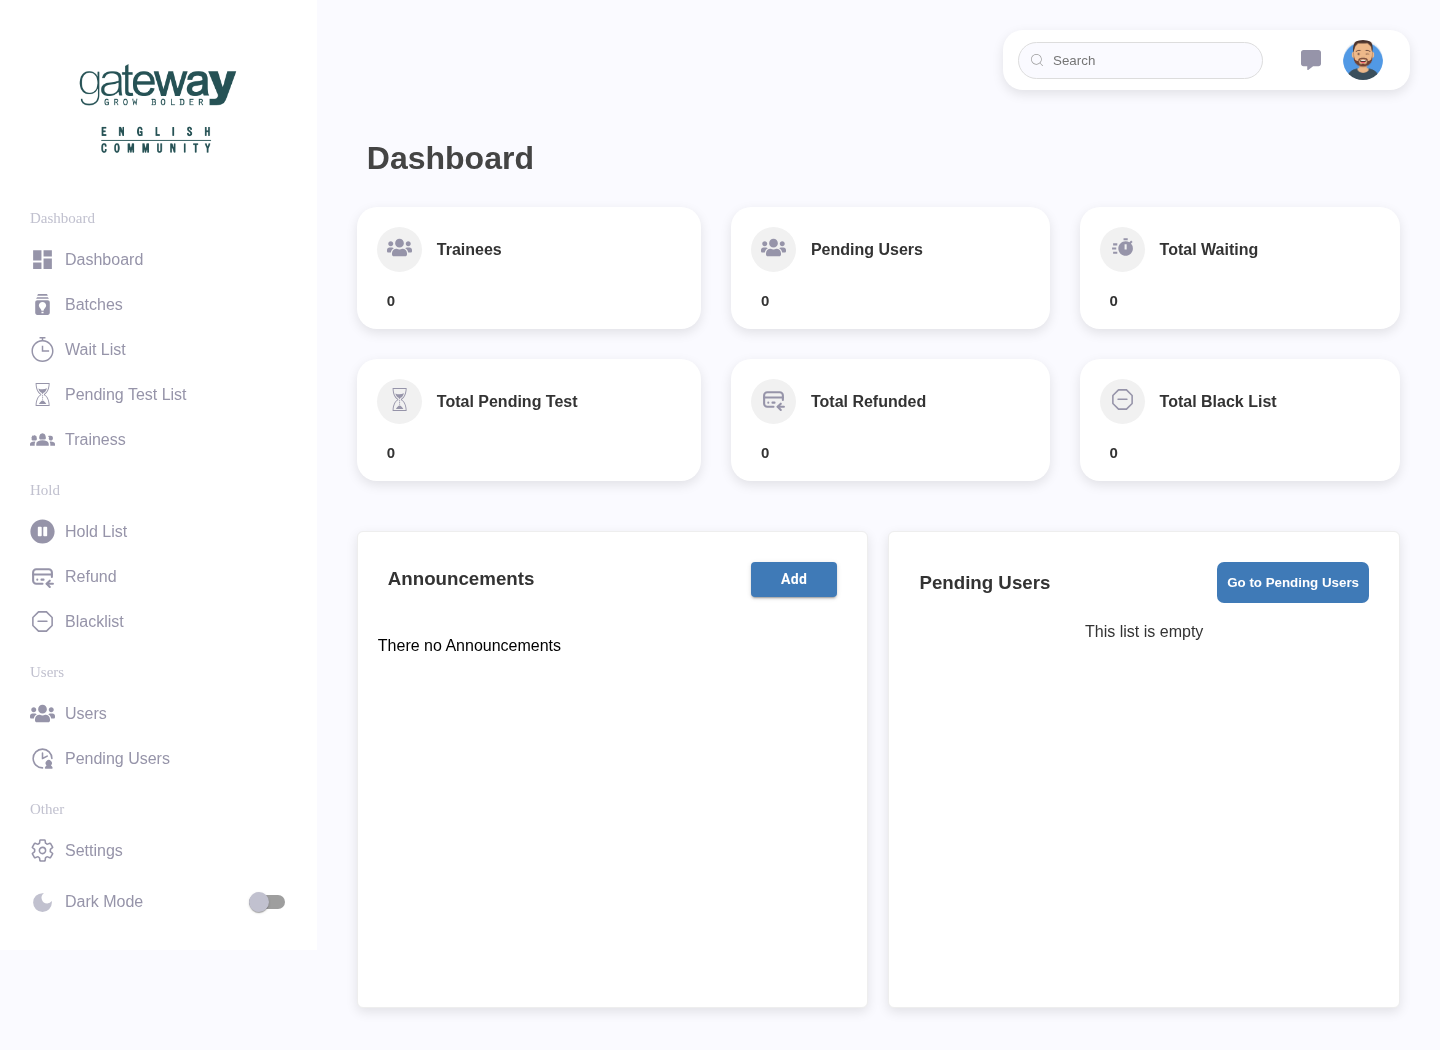 gateway
GROW BOLDER
ENGLISH
COMMUNITY
Dashboard
Dashboard
Batches
Wait List
Pending Test List
Trainess
Hold
Hold List
Refund
Blacklist
Users
Users
Pending Users
Other
Settings
Dark Mode
Search
Dashboard
Trainees
0
Pending Users
0
Total Waiting
0
Total Pending Test
0
Total Refunded
0
Total Black List
0
Announcements
Add
There no Announcements
Pending Users
Go to Pending Users
This list is empty